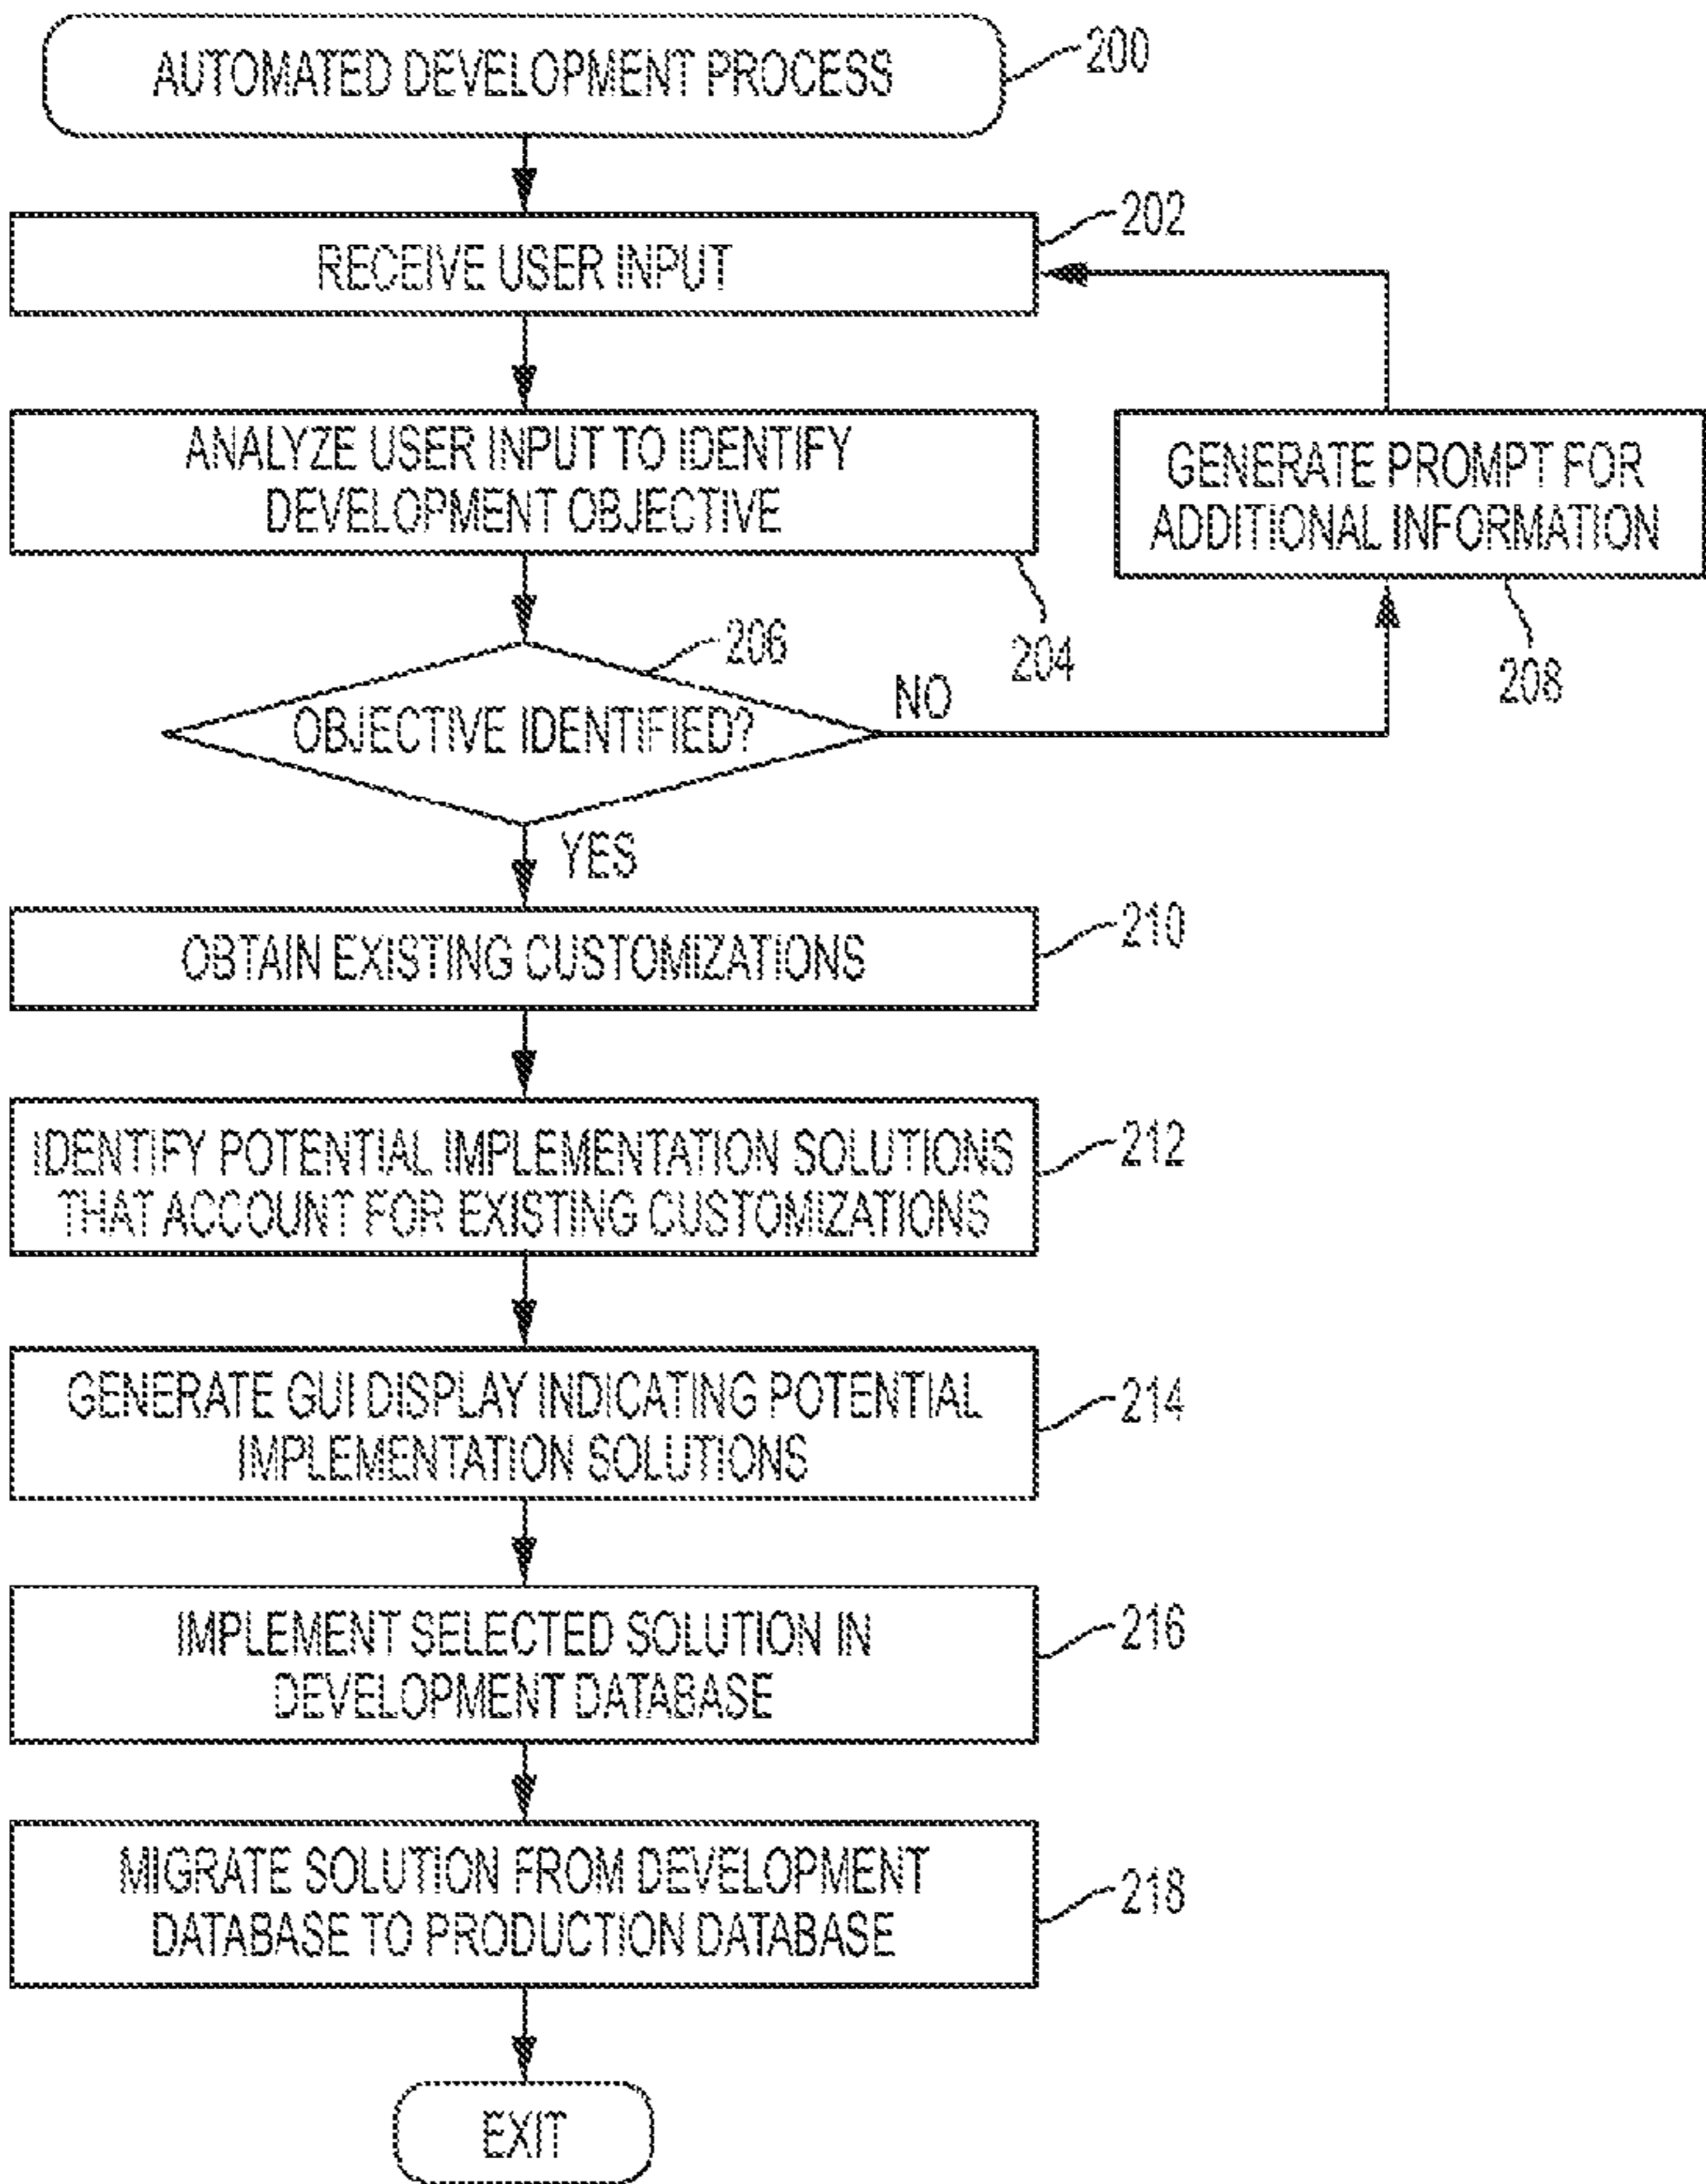 AUTOMATED DEVELOPMENT PROCESS
200
RECEIVE USER INPUT
202
ANALYZE USER INPUT TO IDENTIFY
DEVELOPMENT OBJECTIVE
204
GENERATE PROMPT FOR
ADDITIONAL INFORMATION
208
206
OBJECTIVE IDENTIFIED?
NO
YES
OBTAIN EXISTING CUSTOMIZATIONS
210
IDENTIFY POTENTIAL IMPLEMENTATION SOLUTIONS
THAT ACCOUNT FOR EXISTING CUSTOMIZATIONS
212
GENERATE GUI DISPLAY INDICATING POTENTIAL
IMPLEMENTATION SOLUTIONS
214
IMPLEMENT SELECTED SOLUTION IN
DEVELOPMENT DATABASE
216
MIGRATE SOLUTION FROM DEVELOPMENT
DATABASE TO PRODUCTION DATABASE
218
EXIT